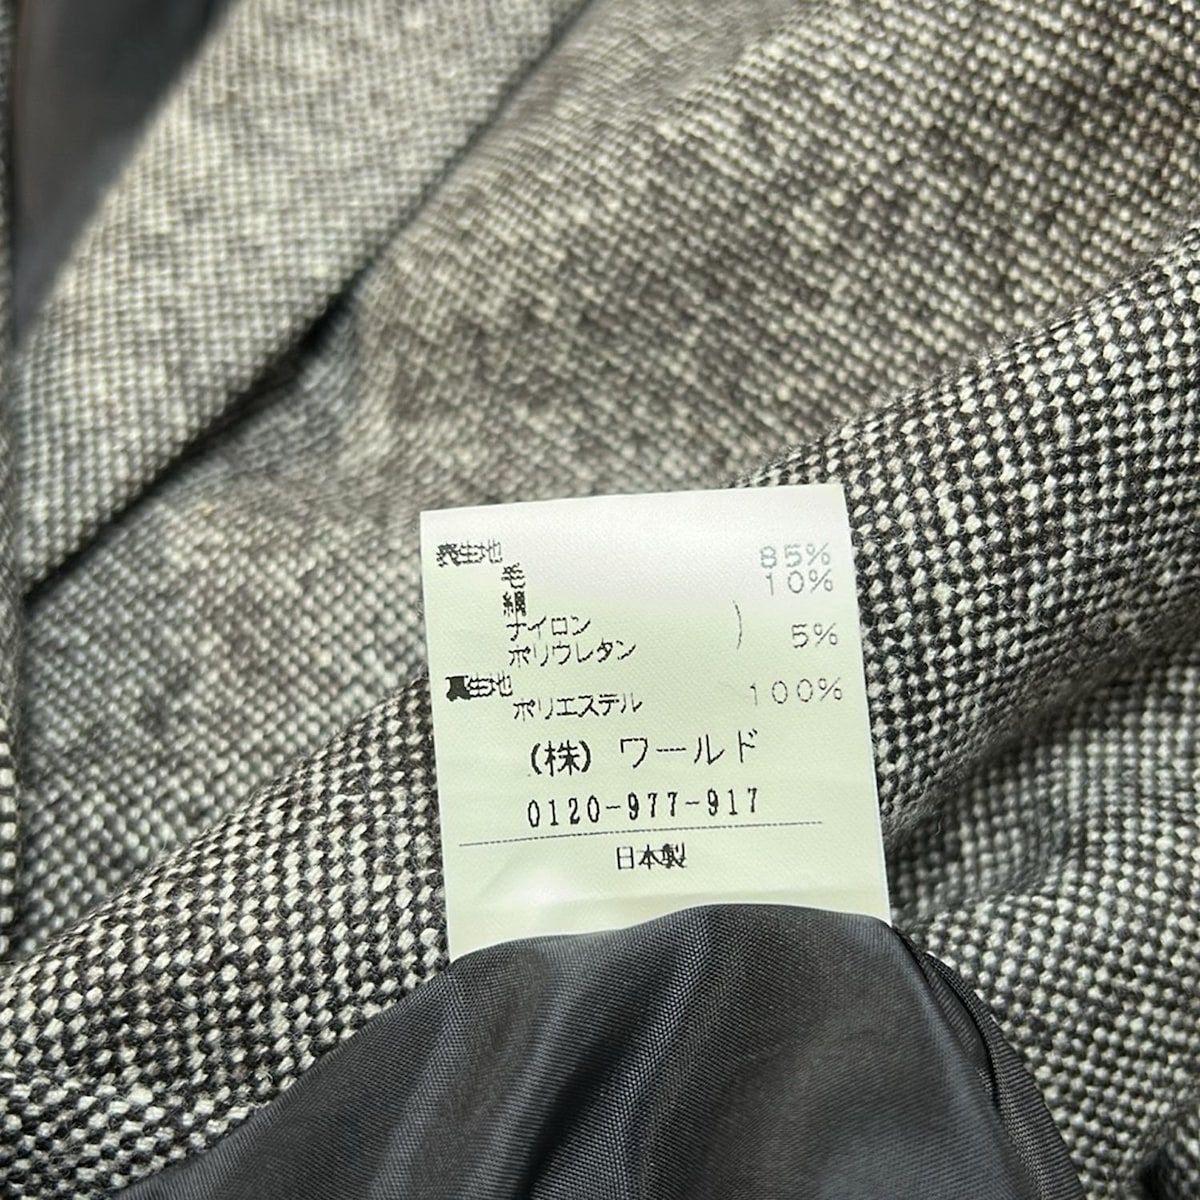 表生地
毛 85%
綿 10%
ナイロン
ポリウレタン ) 5%
裏生地
ポリエステル 100%
(株) ワールド
0120-977-917
日本製